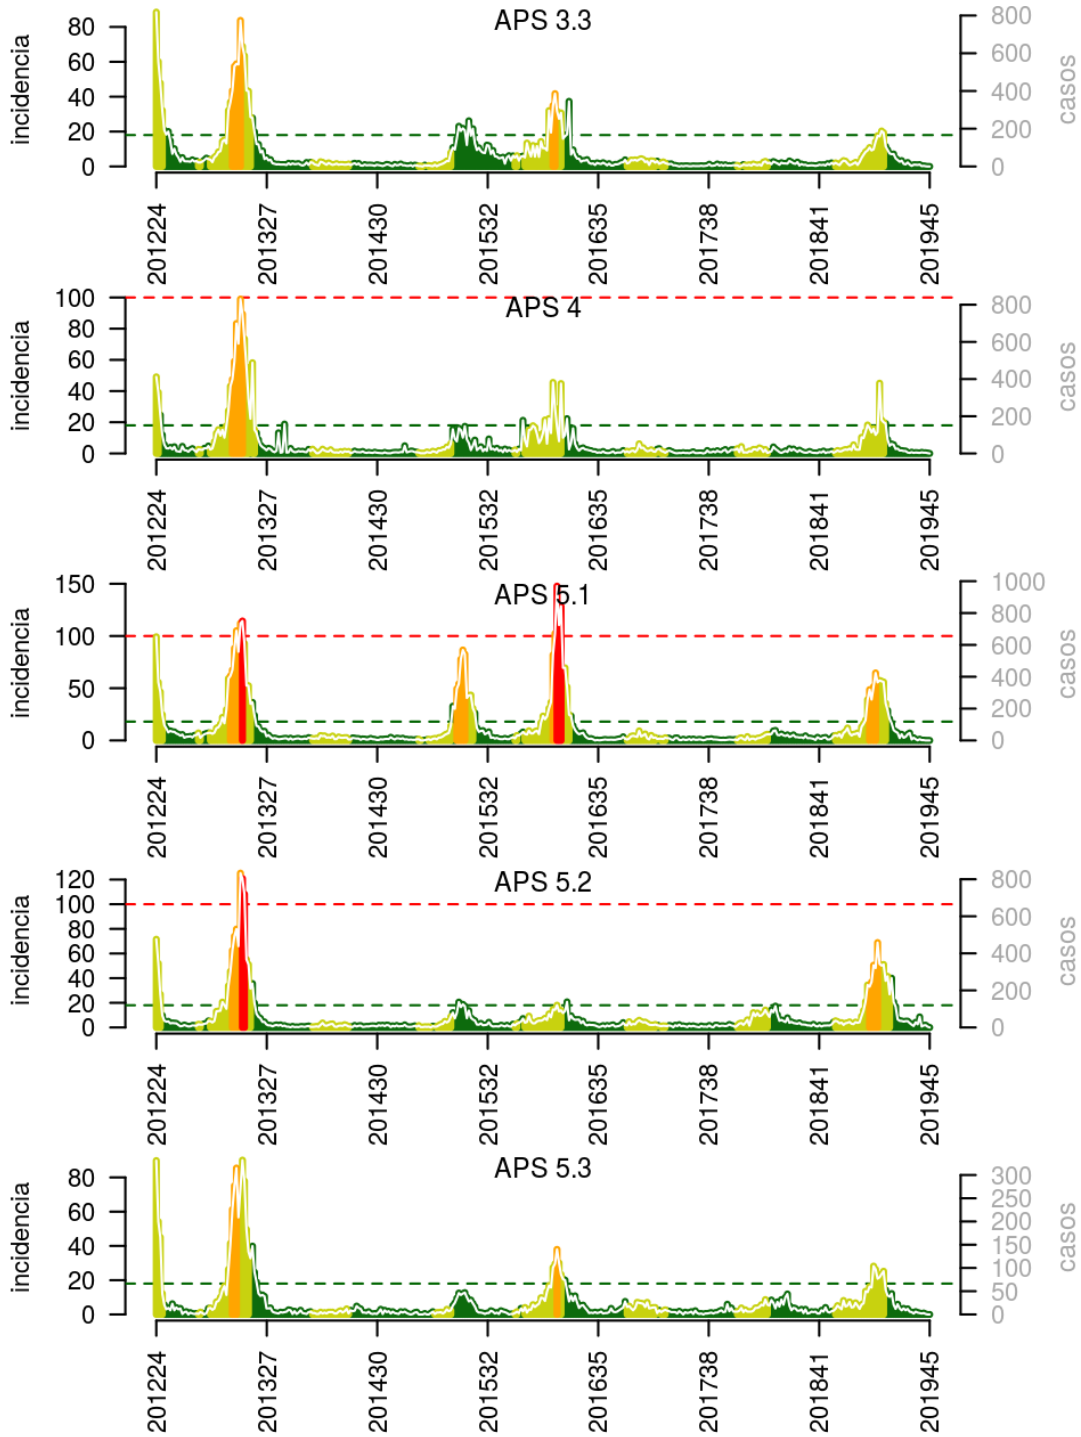 APS 3.3
incidencia
0 20 40 60 80
0 200 400 600 800
casos
201224 201327 201430 201532 201635 201738 201841 201945
APS 4
incidencia
0 20 40 60 80 100
0 200 400 600 800
casos
201224 201327 201430 201532 201635 201738 201841 201945
APS 5.1
incidencia
0 50 100 150
0 200 400 600 800 1000
casos
201224 201327 201430 201532 201635 201738 201841 201945
APS 5.2
incidencia
0 20 40 60 80 100 120
0 200 400 600 800
casos
201224 201327 201430 201532 201635 201738 201841 201945
APS 5.3
incidencia
0 20 40 60 80
0 50 100 150 200 250 300
casos
201224 201327 201430 201532 201635 201738 201841 201945